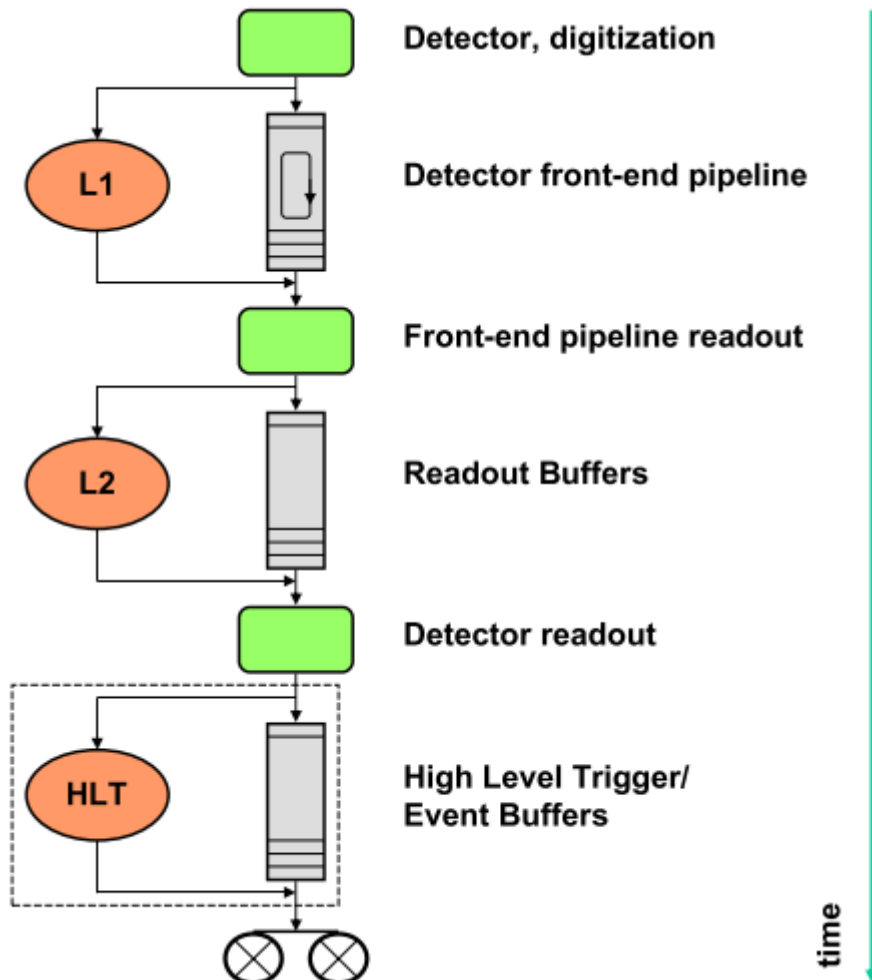 Detector, digitization
L1
Detector front-end pipeline
Front-end pipeline readout
L2
Readout Buffers
Detector readout
HLT
High Level Trigger/
Event Buffers
time